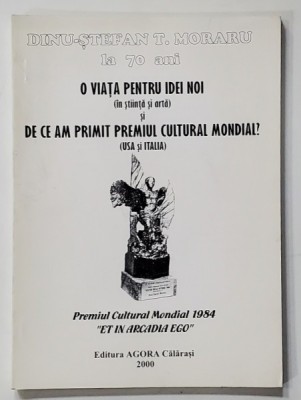 DINU-ŞTEFAN T. MORARU
la 70 ani
O VIAŢA PENTRU IDEI NOI
(în ştiinţă şi artă)
şi
DE CE AM PRIMIT PREMIUL CULTURAL MONDIAL?
(USA şi ITALIA)
Premiul Cultural Mondial 1984
"ET IN ARCADIA EGO"
Editura AGORA Călăraşi
2000